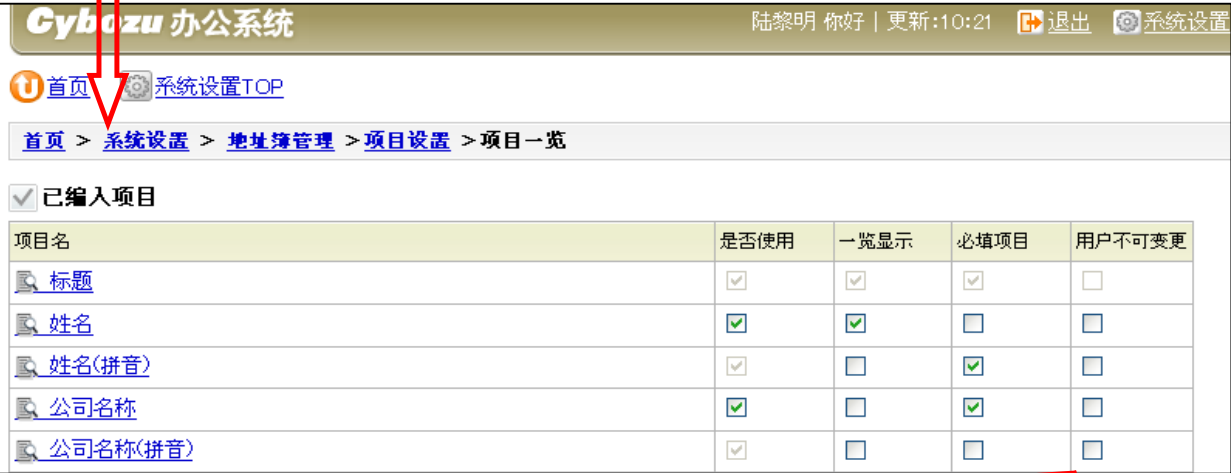 Cybozu 办公系统
陆黎明 你好 | 更新:10:21 退出 系统设置
首页 系统设置TOP
首页 > 系统设置 > 地址簿管理 >项目设置 >项目一览
已编入项目
项目名 是否使用 一览显示 必填项目 用户不可变更
标题
姓名
姓名(拼音)
公司名称
公司名称(拼音)